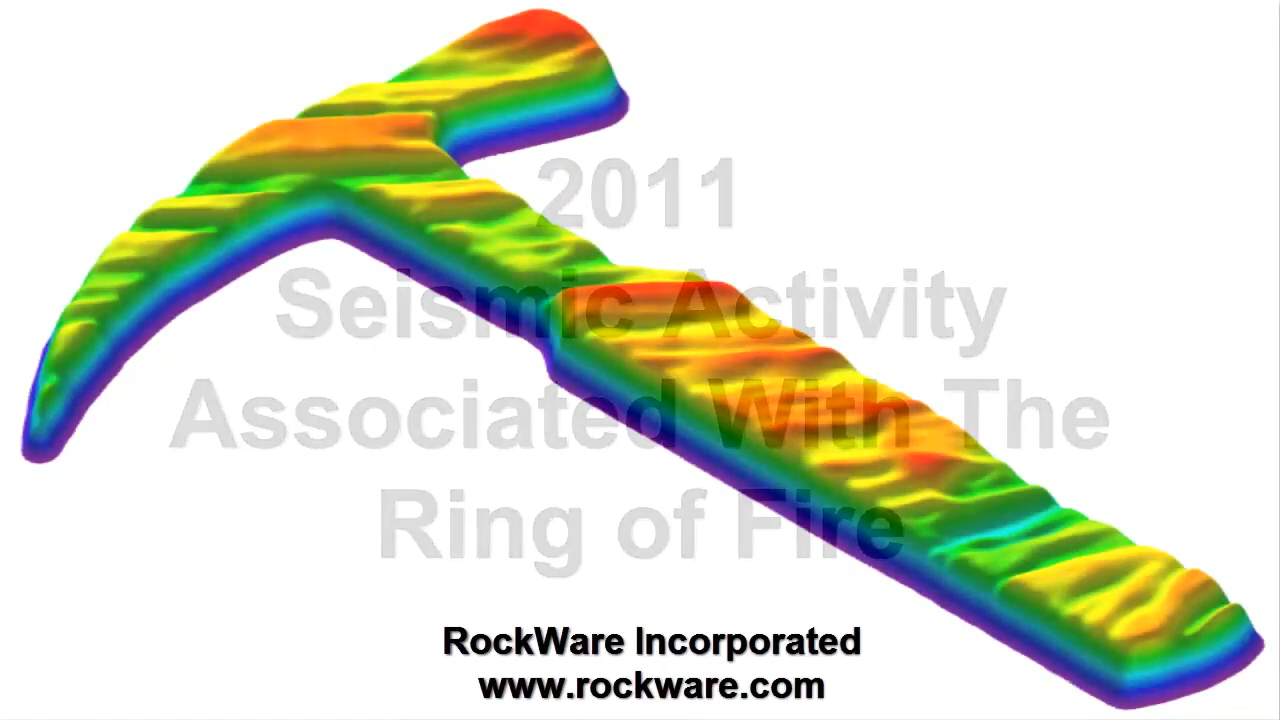 2011
Seismic Activity
Associated With The
Ring of Fire
RockWare Incorporated
www.rockware.com